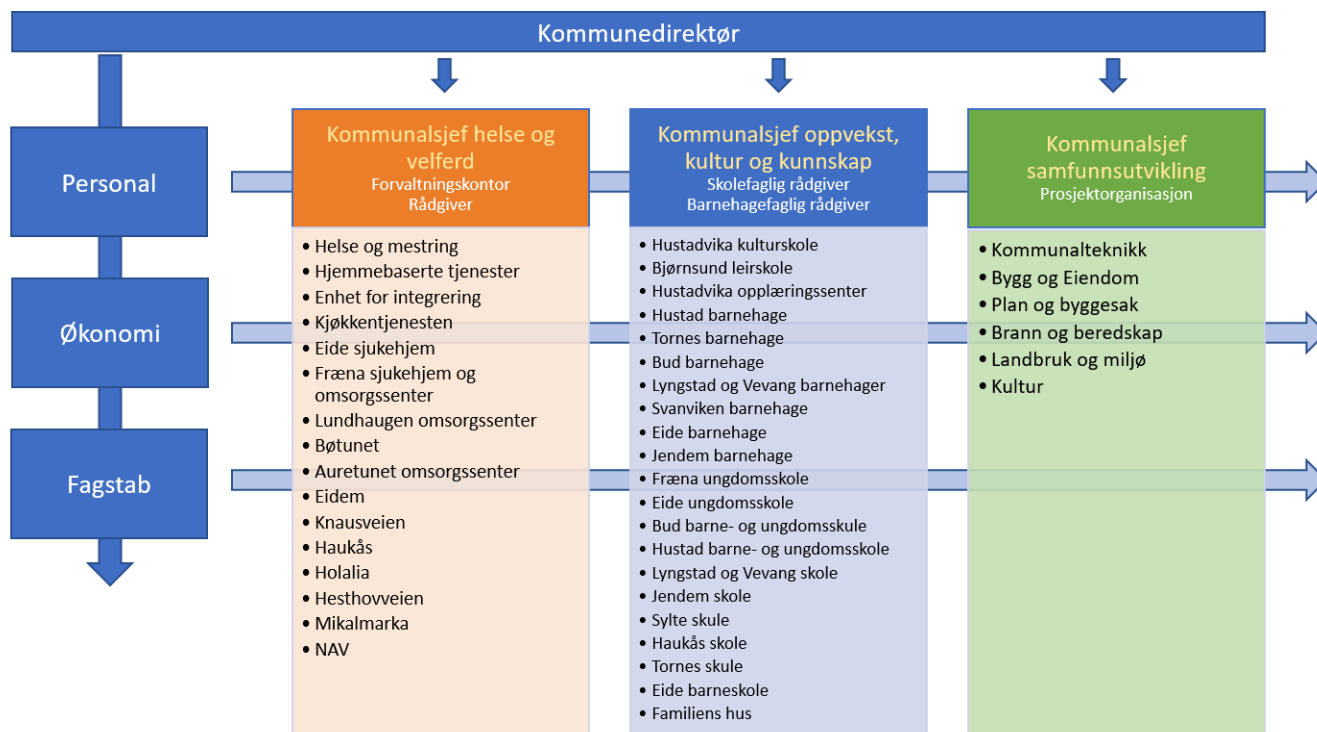 Kommunedirektør
Personal
Økonomi
Fagstab
Kommunalsjef helse og
velferd
Forvaltningskontor
Rådgiver
• Helse og mestring
• Hjemmebaserte tjenester
• Enhet for integrering
• Kjøkkentjenesten
• Eide sjukehjem
• Fræna sjukehjem og
omsorgssenter
• Lundhaugen omsorgssenter
• Bøtunet
• Auretunet omsorgssenter
• Eidem
• Knausveien
• Haukås
• Holalia
• Hesthovveien
• Mikalmarka
• NAV
Kommunalsjef oppvekst,
kultur og kunnskap
Skolefaglig rådgiver
Barnehagefaglig rådgiver
• Hustadvika kulturskole
• Bjørnsund leirskole
• Hustadvika opplæringssenter
• Hustad barnehage
• Tornes barnehage
• Bud barnehage
• Lyngstad og Vevang barnehager
• Svanviken barnehage
• Eide barnehage
• Jendem barnehage
• Fræna ungdomsskole
• Eide ungdomsskole
• Bud barne- og ungdomsskule
• Hustad barne- og ungdomsskole
• Lyngstad og Vevang skole
• Jendem skole
• Sylte skule
• Haukås skole
• Tornes skule
• Eide barneskole
• Familiens hus
Kommunalsjef
samfunnsutvikling
Prosjektorganisasjon
• Kommunalteknikk
• Bygg og Eiendom
• Plan og byggesak
• Brann og beredskap
• Landbruk og miljø
• Kultur